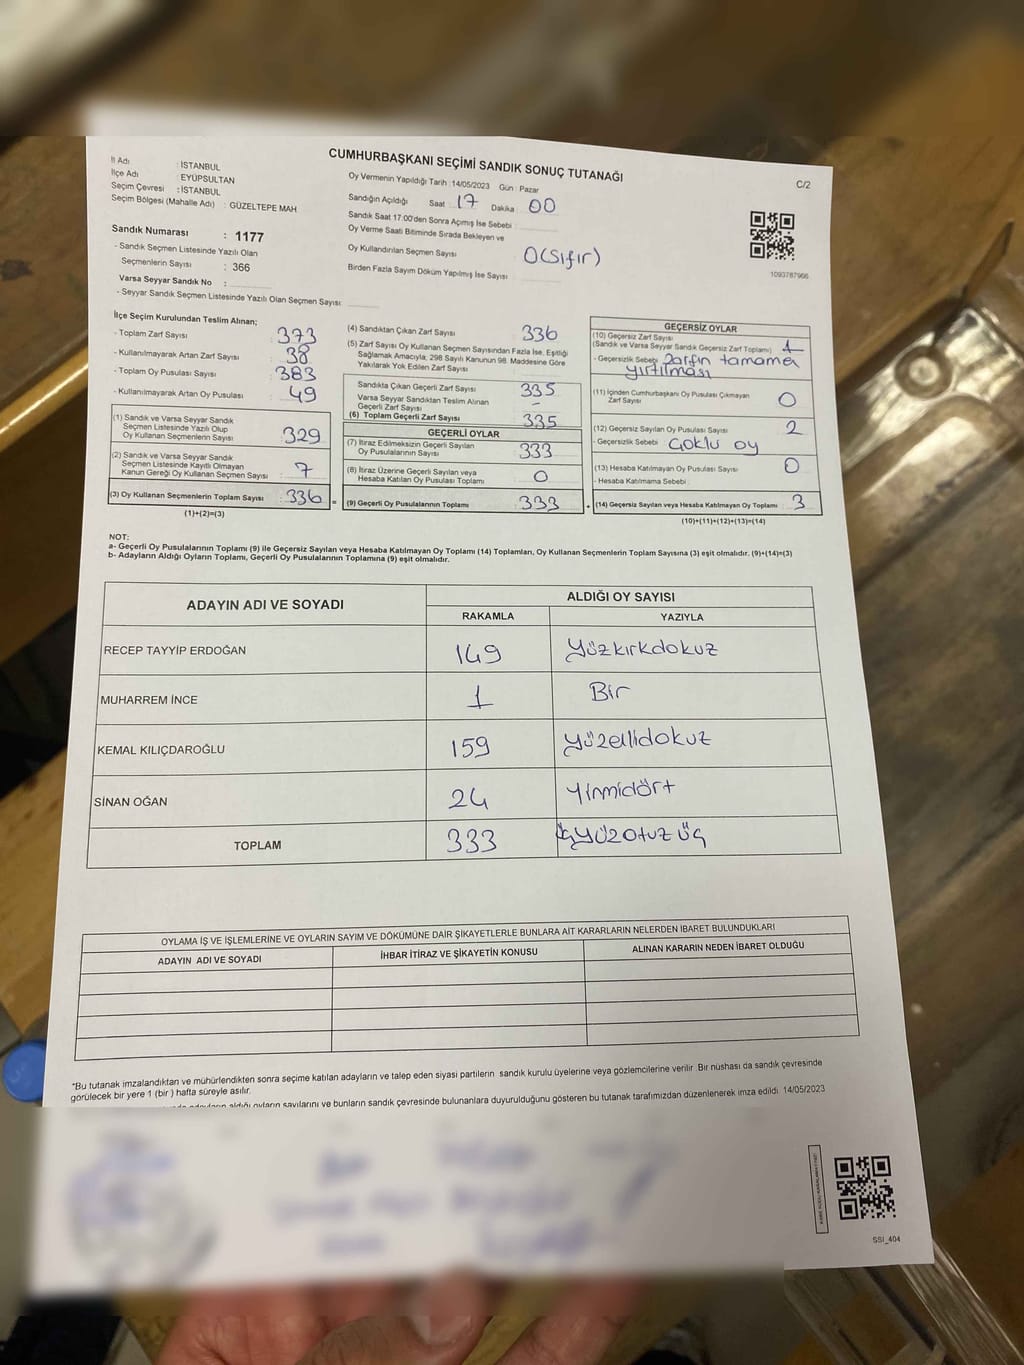 CUMHURBAŞKANI SEÇİMİ SANDIK SONUÇ TUTANAĞI
C/2
İl Adı : İSTANBUL
İlçe Adı : EYÜPSULTAN
Seçim Çevresi : İSTANBUL
Seçim Bölgesi (Mahalle Adı) : GÜZELTEPE MAH
Sandık Numarası : 1177
- Sandık Seçmen Listesinde Yazılı Olan
Seçmenlerin Sayısı : 366
Varsa Seyyar Sandık No :
- Seyyar Sandık Seçmen Listesinde Yazılı Olan Seçmen Sayısı:
Oy Vermenin Yapıldığı Tarih : 14/05/2023 Gün : Pazar
Sandığın Açıldığı Saat 17 Dakika 00
Sandık Saat 17:00'den Sonra Açımış İse Sebebi :
Oy Verme Saati Bitiminde Sırada Bekleyen ve
Oy Kullandırılan Seçmen Sayısı : 0(sıfır)
Birden Fazla Sayım Döküm Yapılmış İse Sayısı :
1093787966
İlçe Seçim Kurulundan Teslim Alınan;
- Toplam Zarf Sayısı : 373
- Kullanılmayarak Artan Zarf Sayısı : 38
- Toplam Oy Pusulası Sayısı : 383
- Kullanılmayarak Artan Oy Pusulası : 49
(1) Sandık ve Varsa Seyyar Sandık
Seçmen Listesinde Yazılı Olup
Oy Kullanan Seçmenlerin Sayısı : 329
(2) Sandık ve Varsa Seyyar Sandık
Seçmen Listesinde Kayıtlı Olmayan
Kanun Gereği Oy Kullanan Seçmen Sayısı : 7
(3) Oy Kullanan Seçmenlerin Toplam Sayısı : 336
(1)+(2)=(3)
(4) Sandıktan Çıkan Zarf Sayısı : 336
(5) Zarf Sayısı Oy Kullanan Seçmen Sayısından Fazla İse, Eşitliği
Sağlamak Amacıyla; 298 Sayılı Kanunun 98. Maddesine Göre
Yakılarak Yok Edilen Zarf Sayısı :
Sandıkta Çıkan Geçerli Zarf Sayısı : 335
Varsa Seyyar Sandıktan Teslim Alınan
Geçerli Zarf Sayısı : -
(6) Toplam Geçerli Zarf Sayısı : 335
GEÇERLİ OYLAR
(7) İtiraz Edilmeksizin Geçerli Sayılan
Oy Pusulalarının Sayısı : 333
(8) İtiraz Üzerine Geçerli Sayılan veya
Hesaba Katılan Oy Pusulası Toplamı : 0
= (9) Geçerli Oy Pusulalarının Toplamı : 333
GEÇERSİZ OYLAR
(10) Geçersiz Zarf Sayısı
(Sandık ve Varsa Seyyar Sandık Geçersiz Zarf Toplamı) : 1
- Geçersizlik Sebebi : Zarfın tamamen
yırtılması
(11) İçinden Cumhurbaşkanı Oy Pusulası Çıkmayan
Zarf Sayısı : 0
(12) Geçersiz Sayılan Oy Pusulası Sayısı : 2
- Geçersizlik Sebebi : Çoklu oy
(13) Hesaba Katılmayan Oy Pusulası Sayısı : 0
- Hesaba Katılmama Sebebi :
+ (14) Geçersiz Sayılan veya Hesaba Katılmayan Oy Toplamı : 3
(10)+(11)+(12)+(13)=(14)
NOT:
a- Geçerli Oy Pusulalarının Toplamı (9) ile Geçersiz Sayılan veya Hesaba Katılmayan Oy Toplamı (14) Toplamları, Oy Kullanan Seçmenlerin Toplam Sayısına (3) eşit olmalıdır. (9)+(14)=(3)
b- Adayların Aldığı Oyların Toplamı, Geçerli Oy Pusulalarının Toplamına (9) eşit olmalıdır.
ADAYIN ADI VE SOYADI
ALDIĞI OY SAYISI
RAKAMLA YAZIYLA
RECEP TAYYİP ERDOĞAN 149 Yüzkırkdokuz
MUHARREM İNCE 1 Bir
KEMAL KILIÇDAROĞLU 159 Yüzellidokuz
SİNAN OĞAN 24 Yirmidört
TOPLAM 333 üçyüzotuz üç
OYLAMA İŞ VE İŞLEMLERİNE VE OYLARIN SAYIM VE DÖKÜMÜNE DAİR ŞİKAYETLERLE BUNLARA AİT KARARLARIN NELERDEN İBARET BULUNDUKLARI
ADAYIN ADI VE SOYADI İHBAR İTİRAZ VE ŞİKAYETİN KONUSU ALINAN KARARIN NEDEN İBARET OLDUĞU
*Bu tutanak imzalandıktan ve mühürlendikten sonra seçime katılan adayların ve talep eden siyasi partilerin sandık kurulu üyelerine veya gözlemcilerine verilir. Bir nüshası da sandık çevresinde
görülecek bir yere 1 (bir ) hafta süreyle asılır.
aldığı oyların sayılarını ve bunların sandık çevresinde bulunanlara duyurulduğunu gösteren bu tutanak tarafımızdan düzenlenerek imza edildi. 14/05/2023
SSI_404